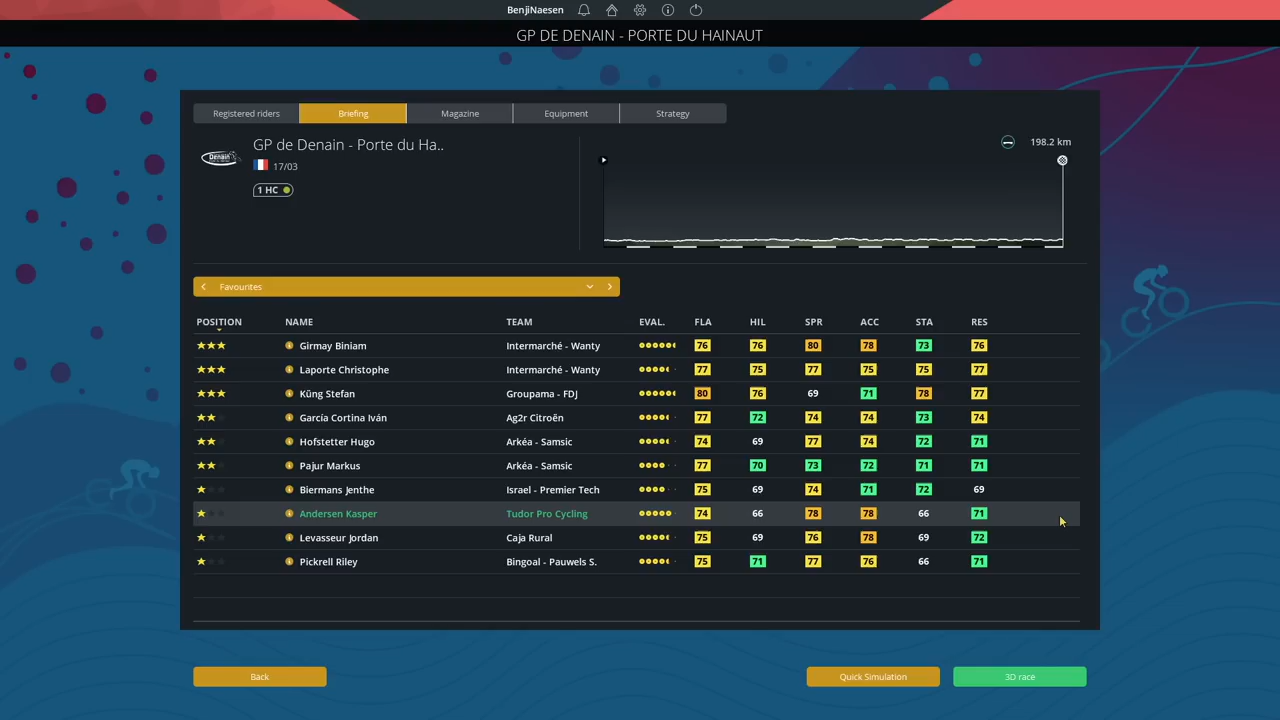 BenjiNaesen
GP DE DENAIN - PORTE DU HAINAUT
Registered riders Briefing Magazine Equipment Strategy
Denain GP de Denain - Porte du Ha.. 198.2 km
17/03
1 HC
Favourites
POSITION NAME TEAM EVAL. FLA HIL SPR ACC STA RES
Girmay Biniam Intermarché - Wanty 76 76 80 78 73 76
Laporte Christophe Intermarché - Wanty 77 75 77 75 75 77
Küng Stefan Groupama - FDJ 80 76 69 71 78 77
García Cortina Iván Ag2r Citroën 77 72 74 74 73 74
Hofstetter Hugo Arkéa - Samsic 74 69 77 74 72 71
Pajur Markus Arkéa - Samsic 77 70 73 72 71 71
Biermans Jenthe Israel - Premier Tech 75 69 74 71 72 69
Andersen Kasper Tudor Pro Cycling 74 66 78 78 66 71
Levasseur Jordan Caja Rural 75 69 76 78 69 72
Pickrell Riley Bingoal - Pauwels S. 75 71 77 76 66 71
Back Quick Simulation 3D race